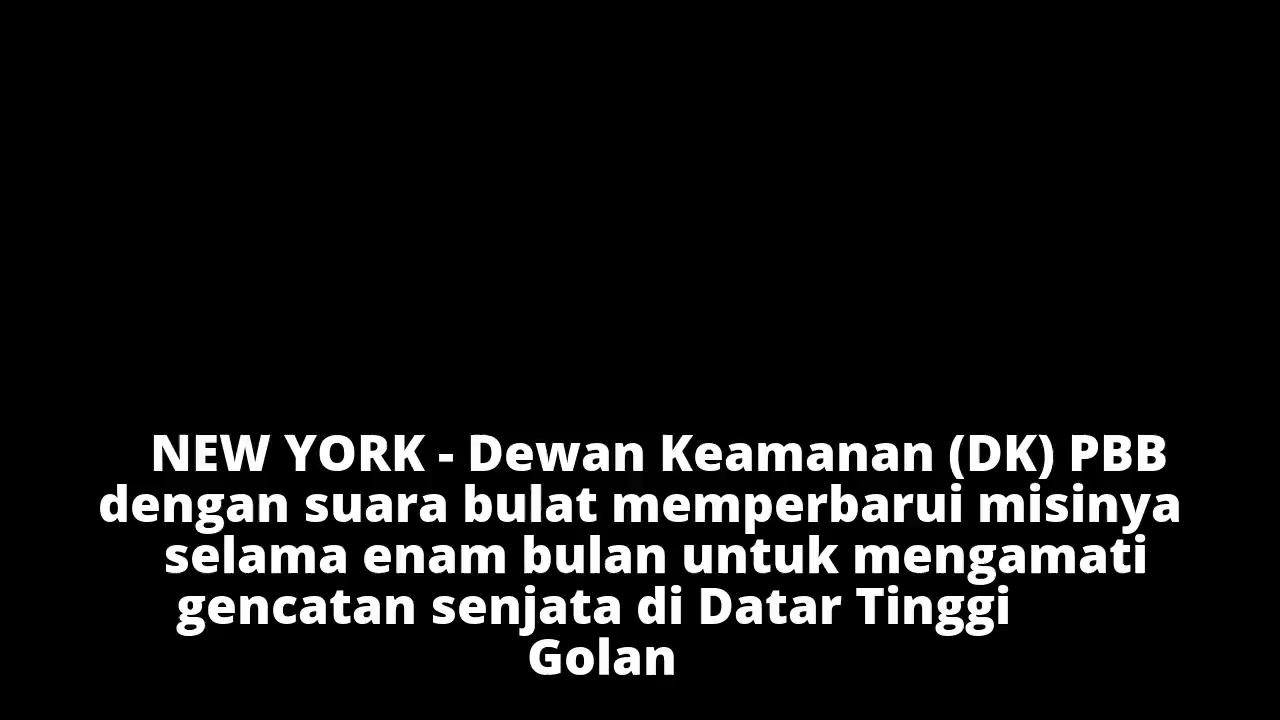 NEW YORK - Dewan Keamanan (DK) PBB
dengan suara bulat memperbarui misinya
selama enam bulan untuk mengamati
gencatan senjata di Datar Tinggi
Golan